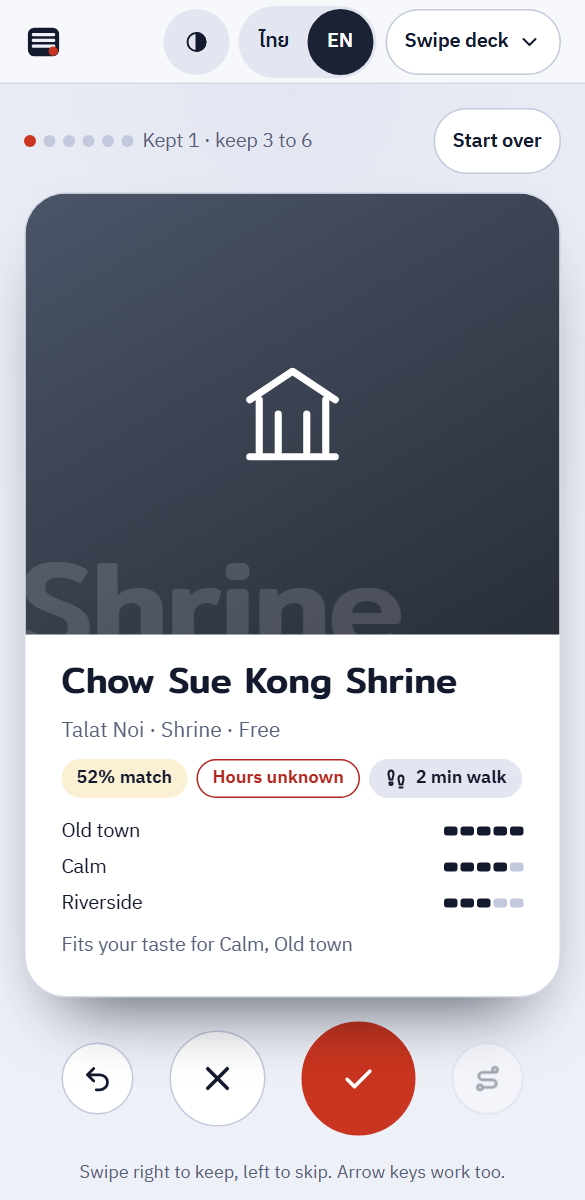 ไทย EN Swipe deck
Kept 1 · keep 3 to 6 Start over
Shrine
Chow Sue Kong Shrine
Talat Noi · Shrine · Free
52% match Hours unknown 2 min walk
Old town
Calm
Riverside
Fits your taste for Calm, Old town
Swipe right to keep, left to skip. Arrow keys work too.